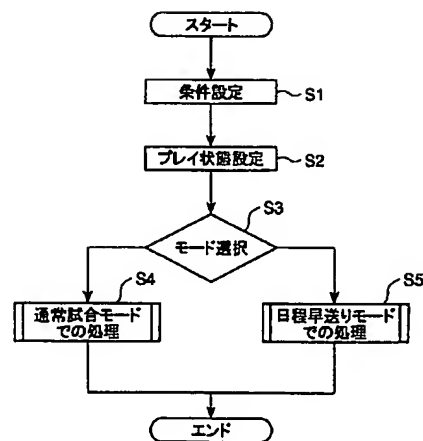 スタート
条件設定
S1
プレイ状態設定
S2
S3
モード選択
S4
通常試合モード
での処理
S5
日程早送りモード
での処理
エンド